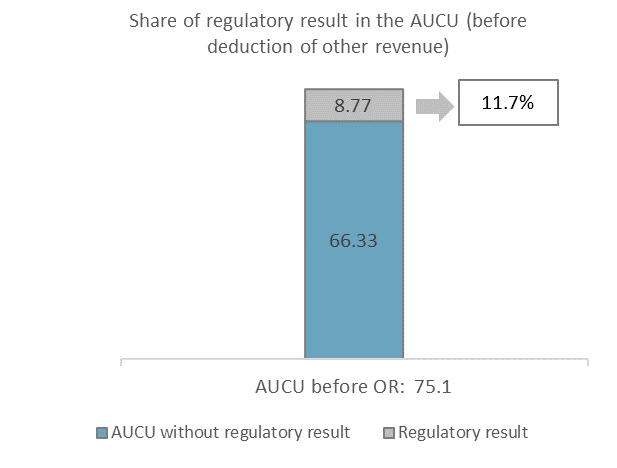 Share of regulatory result in the AUCU (before
deduction of other revenue)
8.77
11.7%
66.33
AUCU before OR:  75.1
AUCU without regulatory result
Regulatory result